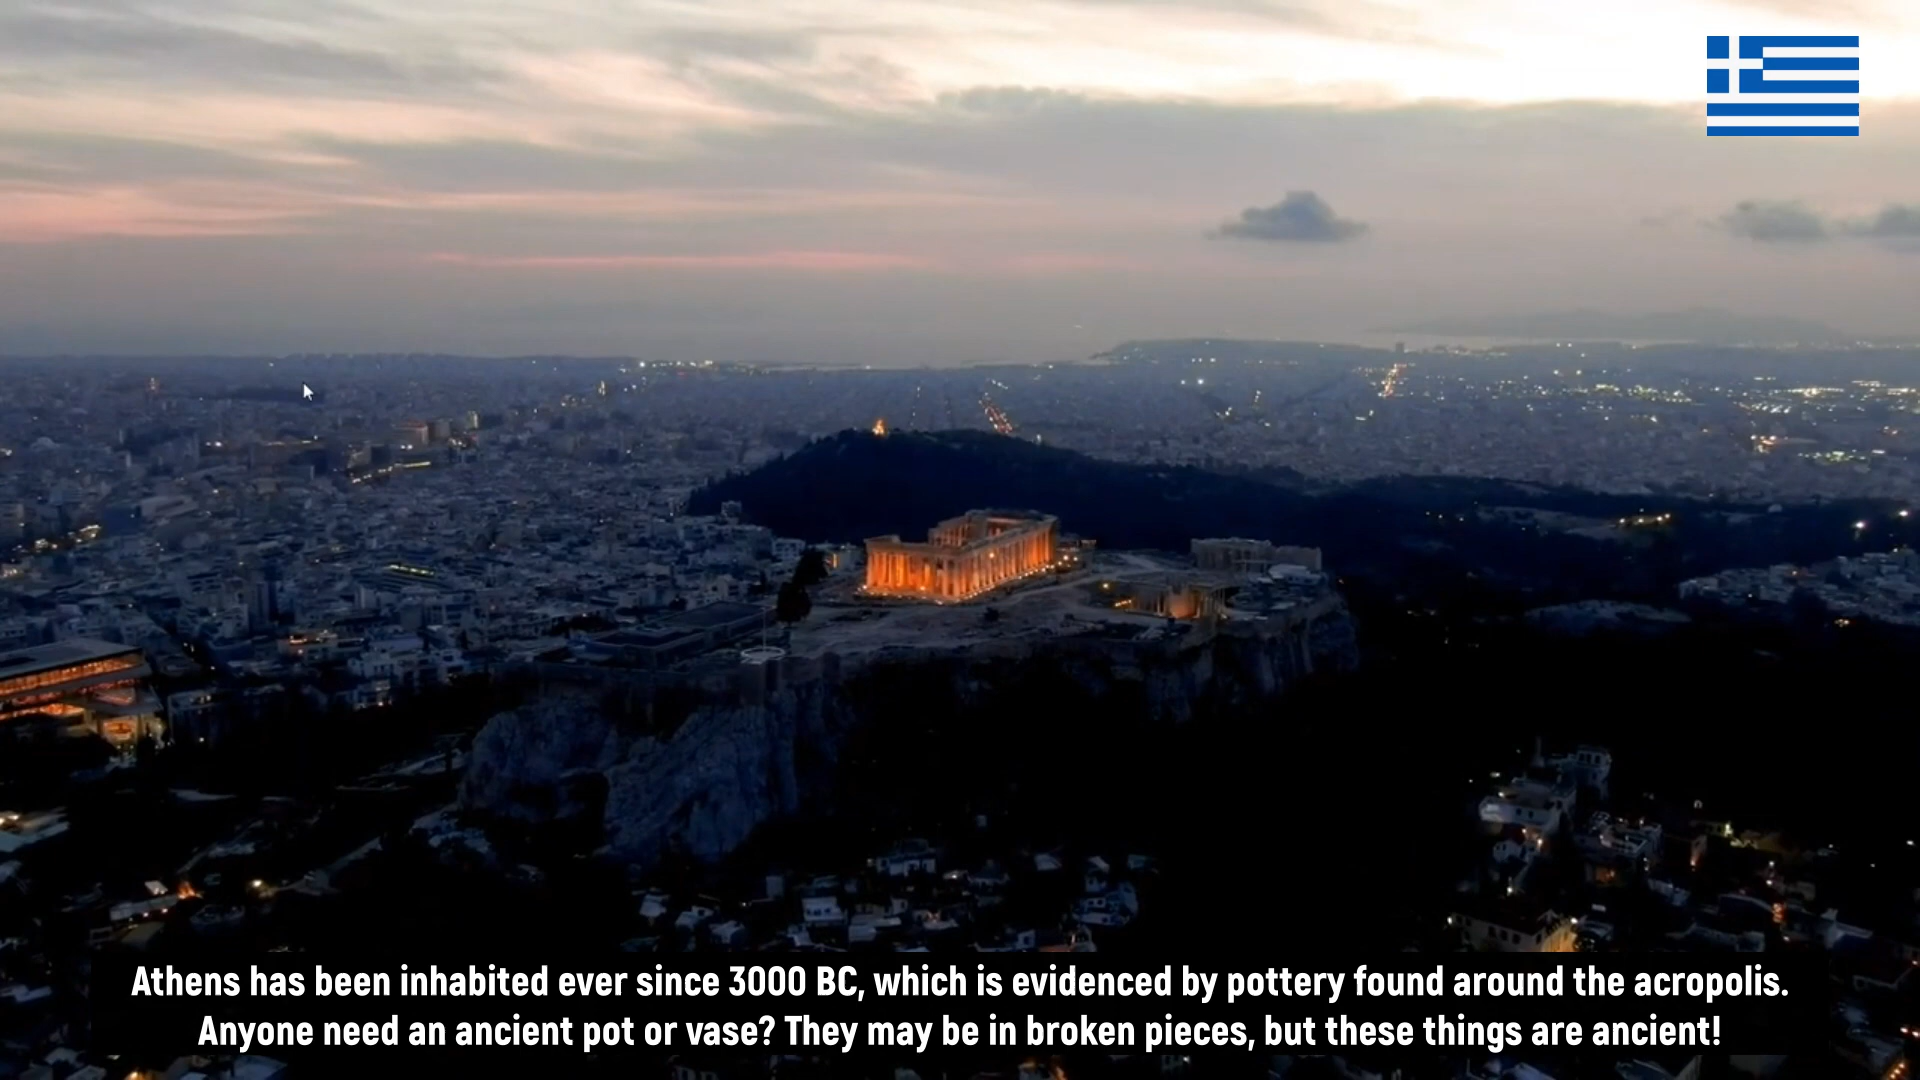 Athens has been inhabited ever since 3000 BC, which is evidenced by pottery found around the acropolis.
Anyone need an ancient pot or vase? They may be in broken pieces, but these things are ancient!